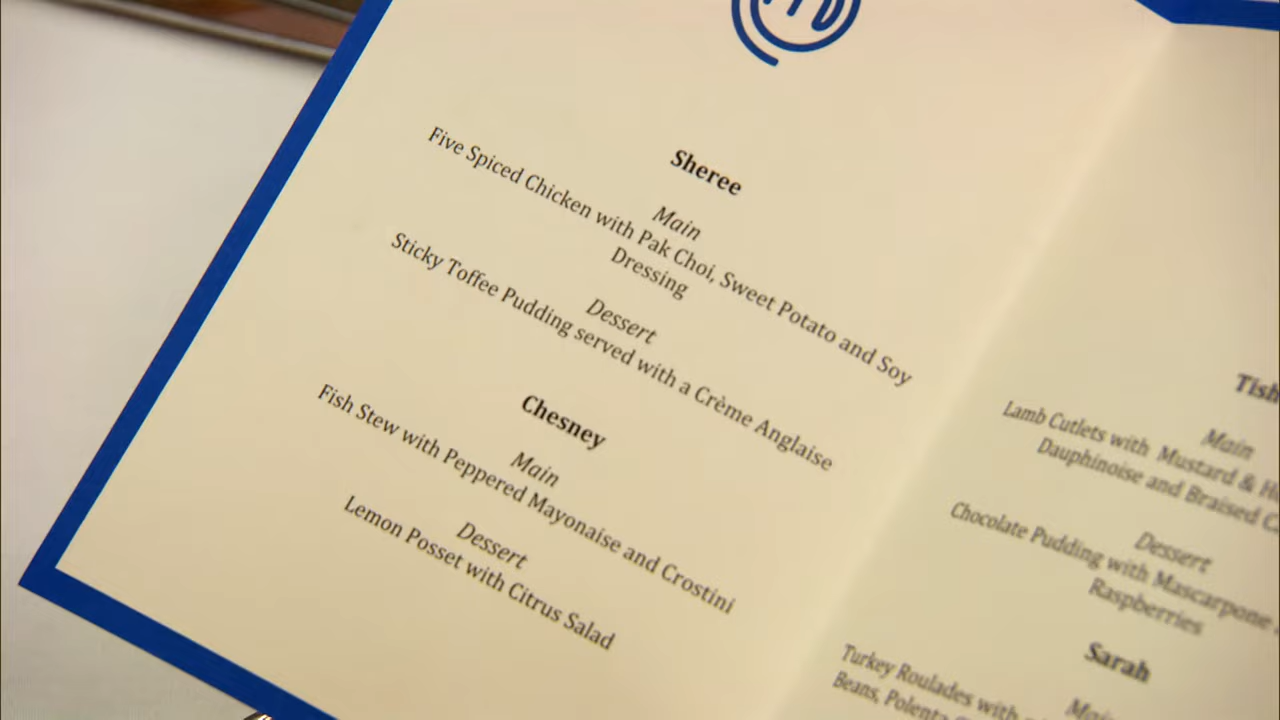 Sheree
Main
Five Spiced Chicken with Pak Choi, Sweet Potato and Soy
Dressing
Dessert
Sticky Toffee Pudding served with a Crème Anglaise
Chesney
Main
Fish Stew with Peppered Mayonaise and Crostini
Dessert
Lemon Posset with Citrus Salad
Tish
Main
Lamb Cutlets with Mustard &
Dauphinoise and Braised
Dessert
Chocolate Pudding with Mascarpone
Raspberries
Sarah
Main
Turkey Roulades with
Beans, Polenta